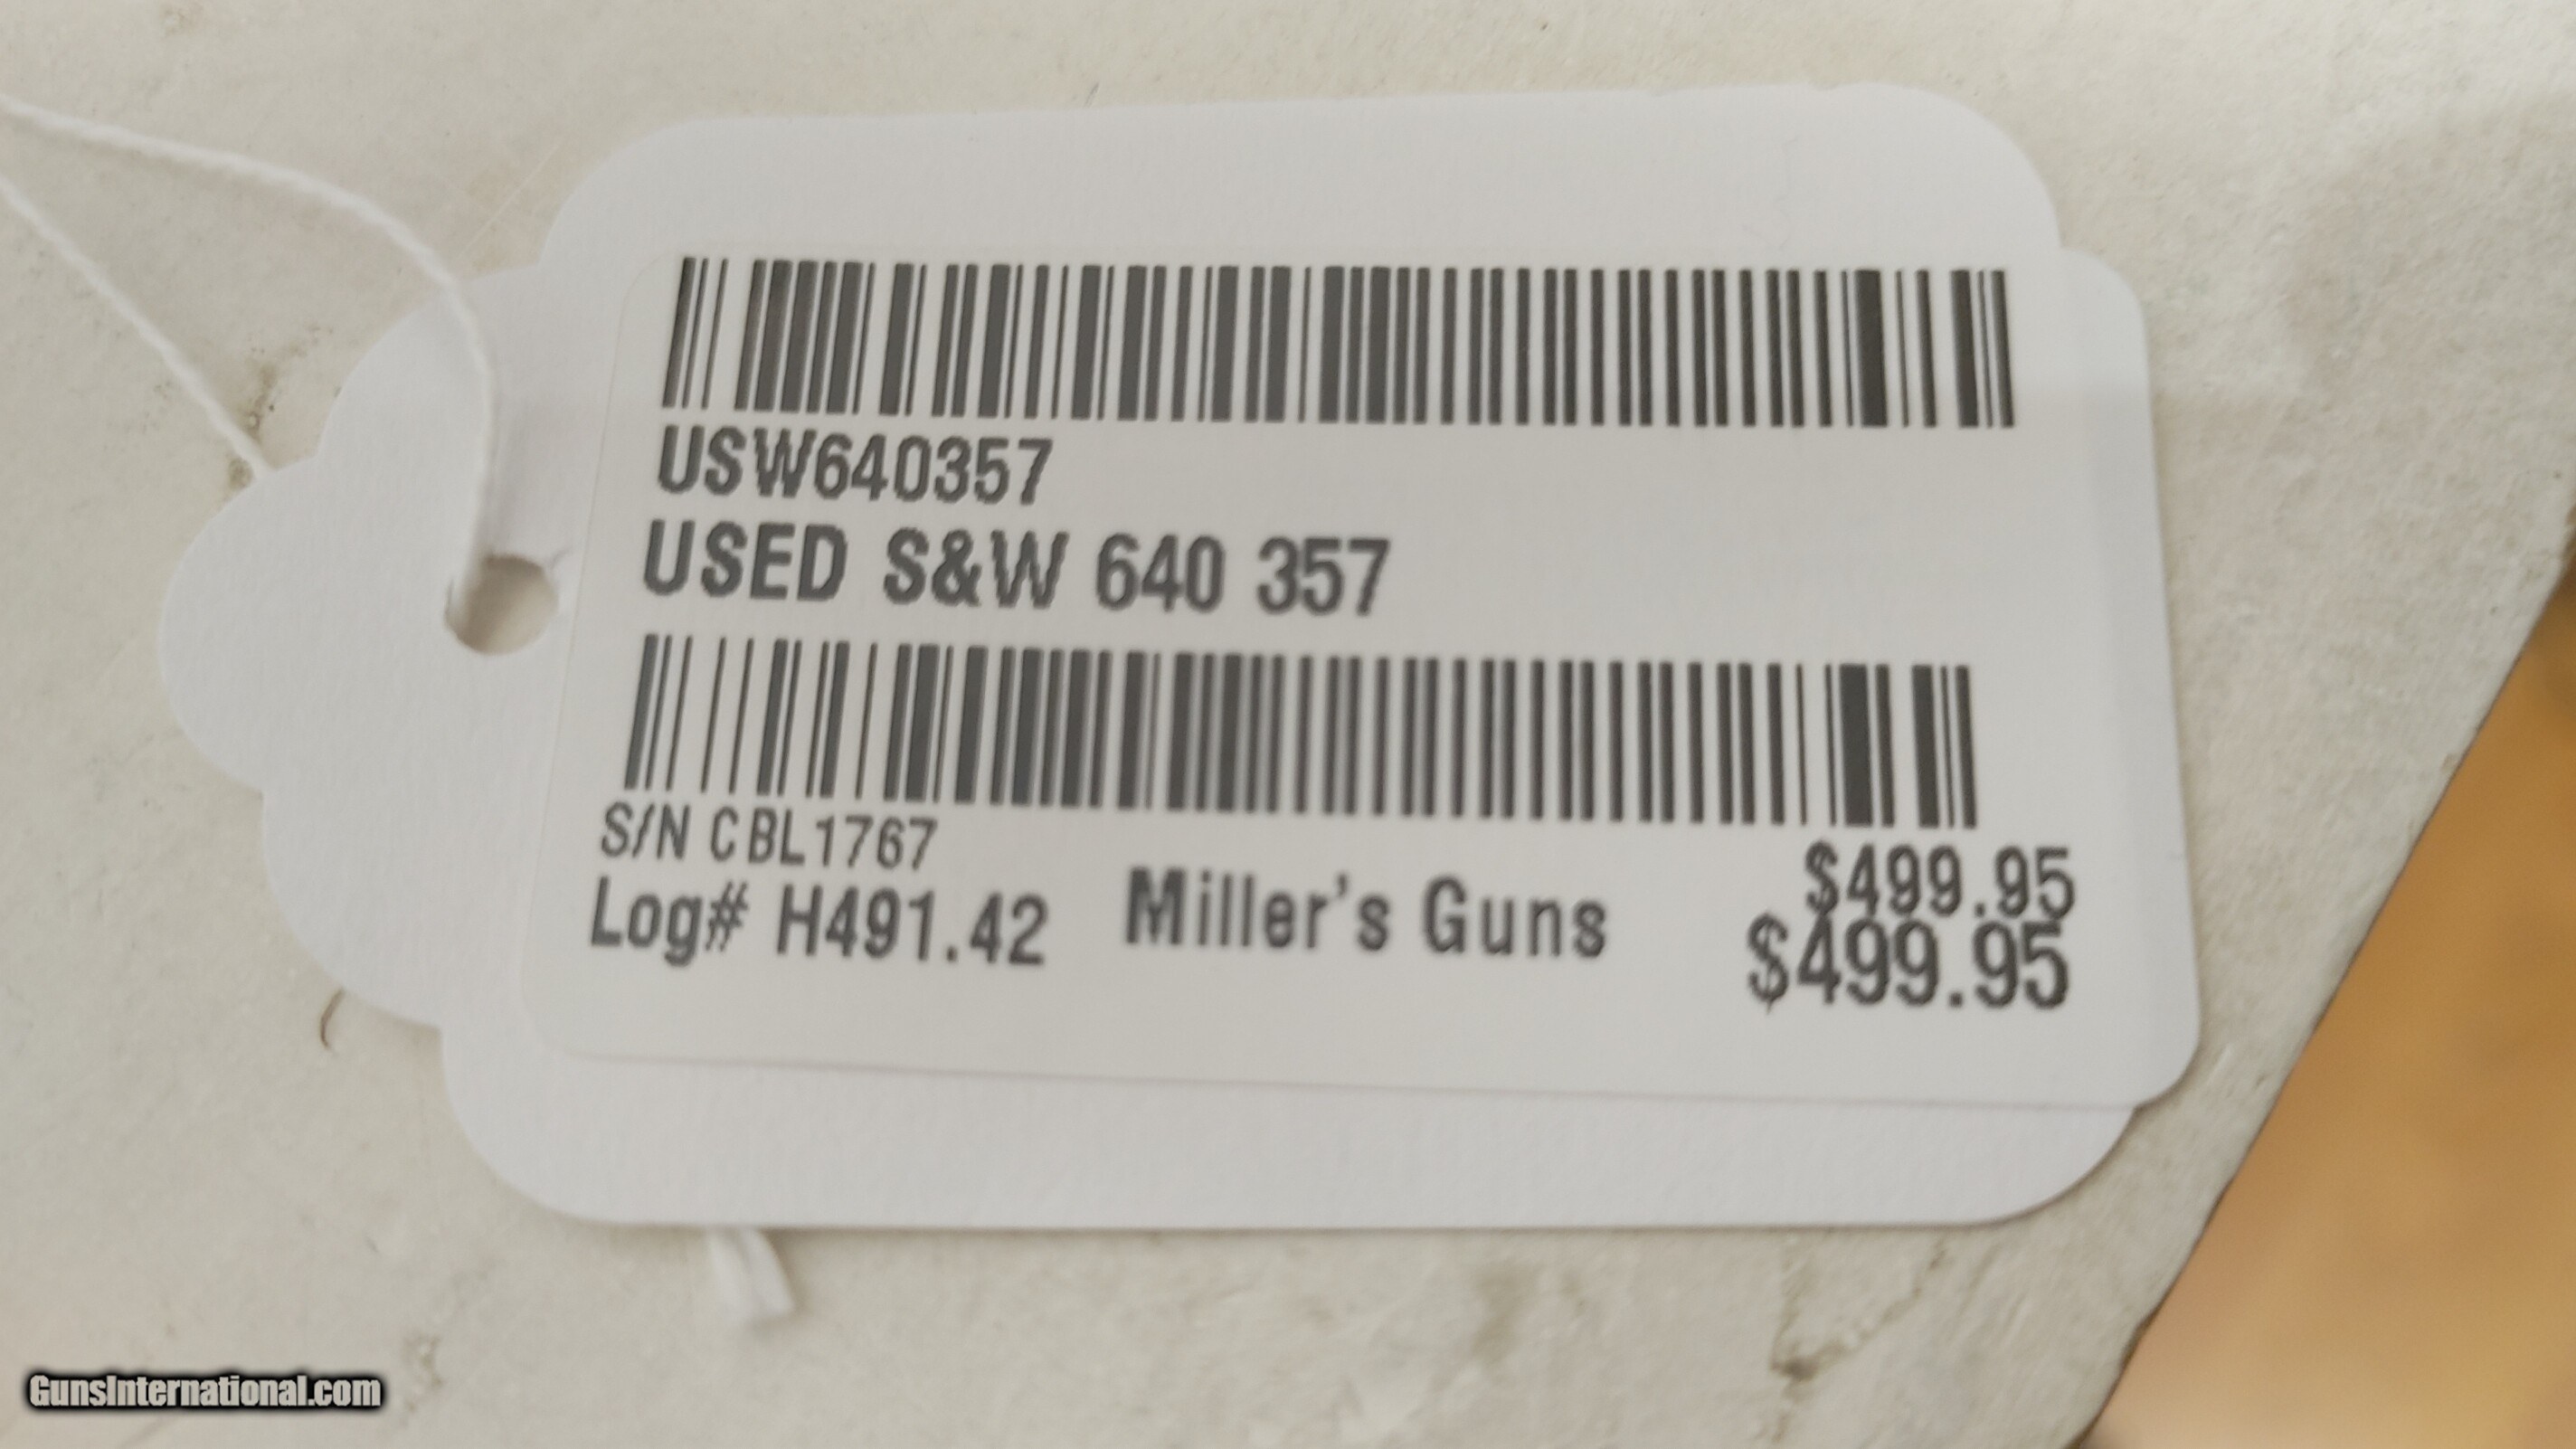 USW640357
USED S&W 640 357
S/N CBL1767
$499.95
Log# H491.42 Miller's Guns $499.95
GunsInternational.com